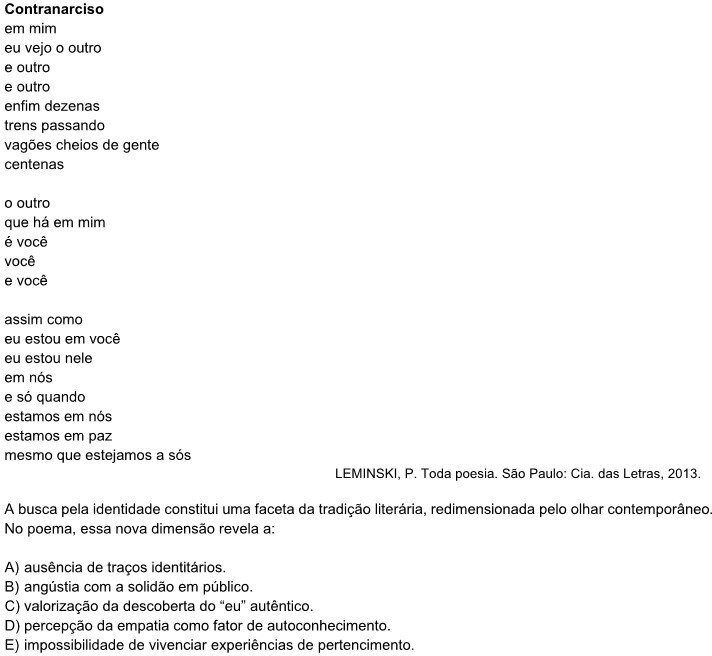 Contranarciso
em mim
eu vejo o outro
e outro
e outro
enfim dezenas
trens passando
vagões cheios de gente
centenas

o outro
que há em mim
é você
você
e você

assim como
eu estou em você
eu estou nele
em nós
e só quando
estamos em nós
estamos em paz
mesmo que estejamos a sós
LEMINSKI, P. Toda poesia. São Paulo: Cia. das Letras, 2013.

A busca pela identidade constitui uma faceta da tradição literária, redimensionada pelo olhar contemporâneo.
No poema, essa nova dimensão revela a:

A) ausência de traços identitários.
B) angústia com a solidão em público.
C) valorização da descoberta do “eu” autêntico.
D) percepção da empatia como fator de autoconhecimento.
E) impossibilidade de vivenciar experiências de pertencimento.